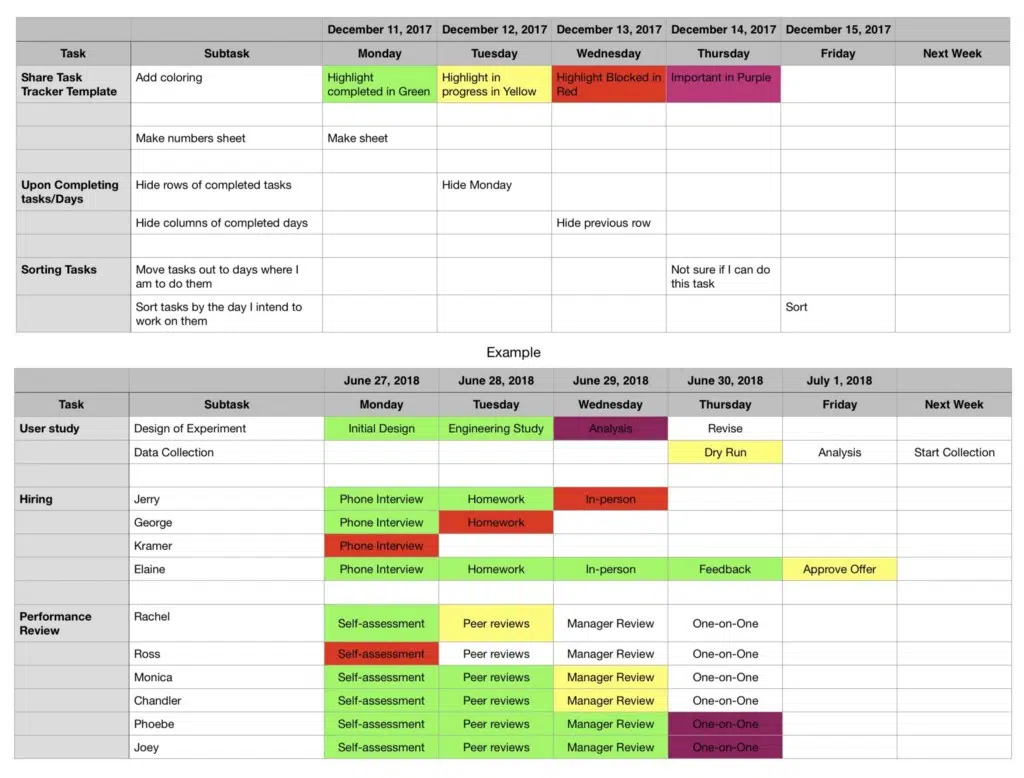 December 11, 2017 December 12, 2017 December 13, 2017 December 14, 2017 December 15, 2017
Task Subtask Monday Tuesday Wednesday Thursday Friday Next Week
Share Task Add coloring Highlight Highlight in Highlight Blocked in Important in Purple
Tracker Template completed in Green progress in Yellow Red
Make numbers sheet Make sheet
Upon Completing Hide rows of completed tasks Hide Monday
tasks/Days
Hide columns of completed days Hide previous row
Sorting Tasks Move tasks out to days where I Not sure if I can do
am to do them this task
Sort tasks by the day I intend to Sort
work on them
Example
June 27, 2018 June 28, 2018 June 29, 2018 June 30, 2018 July 1, 2018
Task Subtask Monday Tuesday Wednesday Thursday Friday Next Week
User study Design of Experiment Initial Design Engineering Study Analysis Revise
Data Collection Dry Run Analysis Start Collection
Hiring Jerry Phone Interview Homework In-person
George Phone Interview Homework
Kramer Phone Interview
Elaine Phone Interview Homework In-person Feedback Approve Offer
Performance Rachel Self-assessment Peer reviews Manager Review One-on-One
Review
Ross Self-assessment Peer reviews Manager Review One-on-One
Monica Self-assessment Peer reviews Manager Review One-on-One
Chandler Self-assessment Peer reviews Manager Review One-on-One
Phoebe Self-assessment Peer reviews Manager Review One-on-One
Joey Self-assessment Peer reviews Manager Review One-on-One